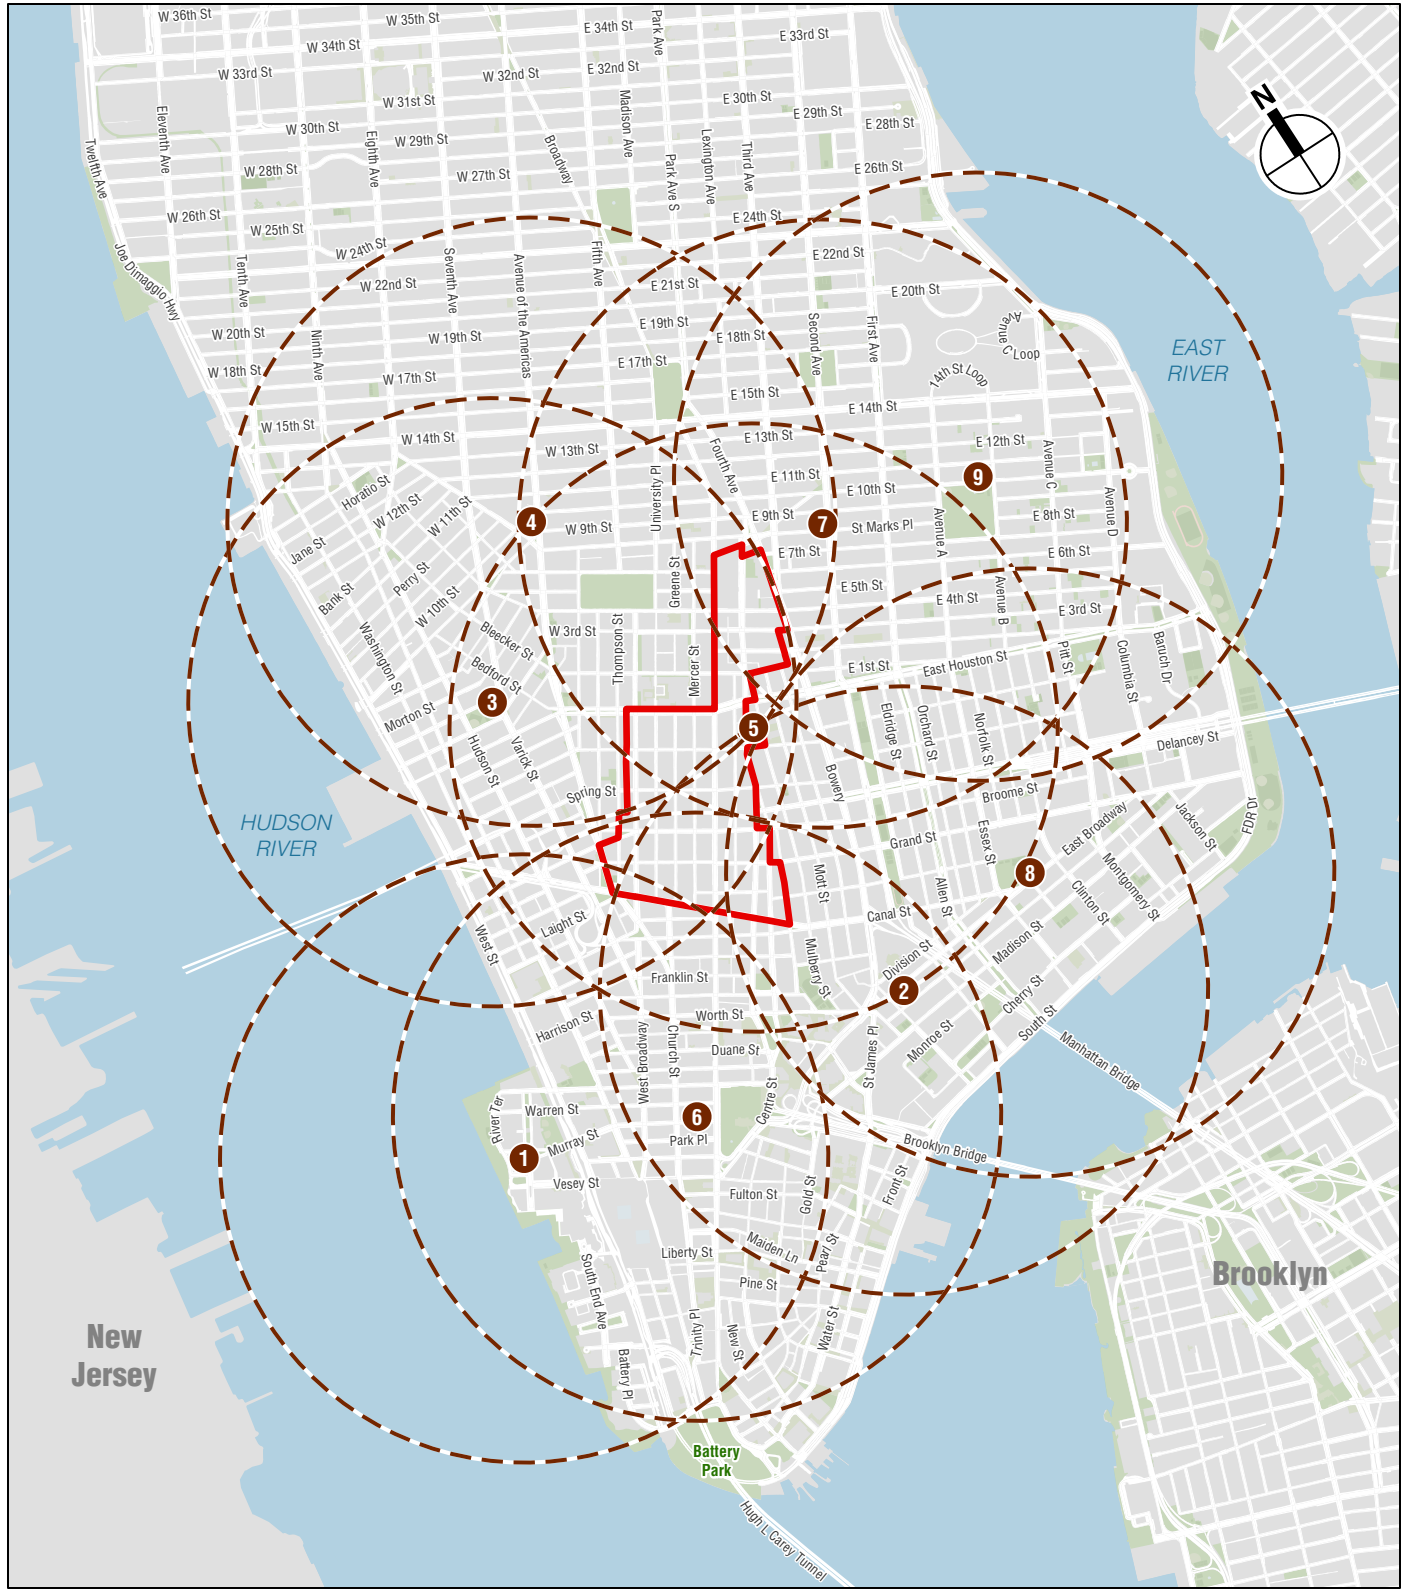 W 36th St
W 35th St
Park Ave
E 34th St
E 33rd St
W 34th St
W 33rd St
W 32nd St
E 32nd St
N
W 31st St
Madison Ave
E 30th St
E 29th St
E 28th St
Eleventh Ave
W 30th St
W 29th St
Eighth Ave
Broadway
Lexington Ave
Third Ave
Twelfth Ave
W 28th St
W 27th St
Park Ave S
E 26th St
W 26th St
W 25th St
W 24th St
E 24th St
E 22nd St
Joe Dimaggio Hwy
Tenth Ave
W 22nd St
Seventh Ave
Avenue of the Americas
Fifth Ave
E 21st St
E 20th St
W 20th St
Ninth Ave
W 19th St
E 19th St
E 18th St
Second Ave
First Ave
Avenue C
Loop
EAST
RIVER
W 18th St
W 17th St
E 17th St
14th St Loop
W 15th St
E 15th St
E 14th St
W 14th St
W 13th St
E 13th St
E 12th St
Horatio St
W 12th St
W 11th St
University Pl
Fourth Ave
E 11th St
E 10th St
9
Avenue C
Avenue D
4
W 9th St
E 9th St
7
St Marks Pl
Avenue A
E 8th St
Jane St
Perry St
E 7th St
E 6th St
Bank St
W 10th St
Greene St
E 5th St
E 4th St
Avenue B
E 3rd St
Washington St
Bleecker St
W 3rd St
Thompson St
Mercer St
E 1st St
East Houston St
Pitt St
Columbia St
Baruch Dr
Bedford St
3
Morton St
5
Eldridge St
Orchard St
Norfolk St
Delancey St
Hudson St
Varick St
Spring St
Bowery
Broome St
HUDSON
RIVER
Grand St
Essex St
East Broadway
Jackson St
FDR Dr
8
Mott St
Allen St
Clinton St
Montgomery St
West St
Laight St
Canal St
Mulberry St
Division St
Madison St
2
Franklin St
Cherry St
South St
Harrison St
West Broadway
Church St
Worth St
Duane St
St James Pl
Monroe St
Manhattan Bridge
River Ter
Warren St
6
Park Pl
Centre St
Murray St
1
Brooklyn Bridge
Vesey St
Fulton St
Gold St
Front St
South End Ave
Liberty St
Maiden Ln
Pearl St
Pine St
Brooklyn
New
Jersey
Battery Pl
Trinity Pl
New St
Water St
Battery
Park
Hugh L Carey Tunnel